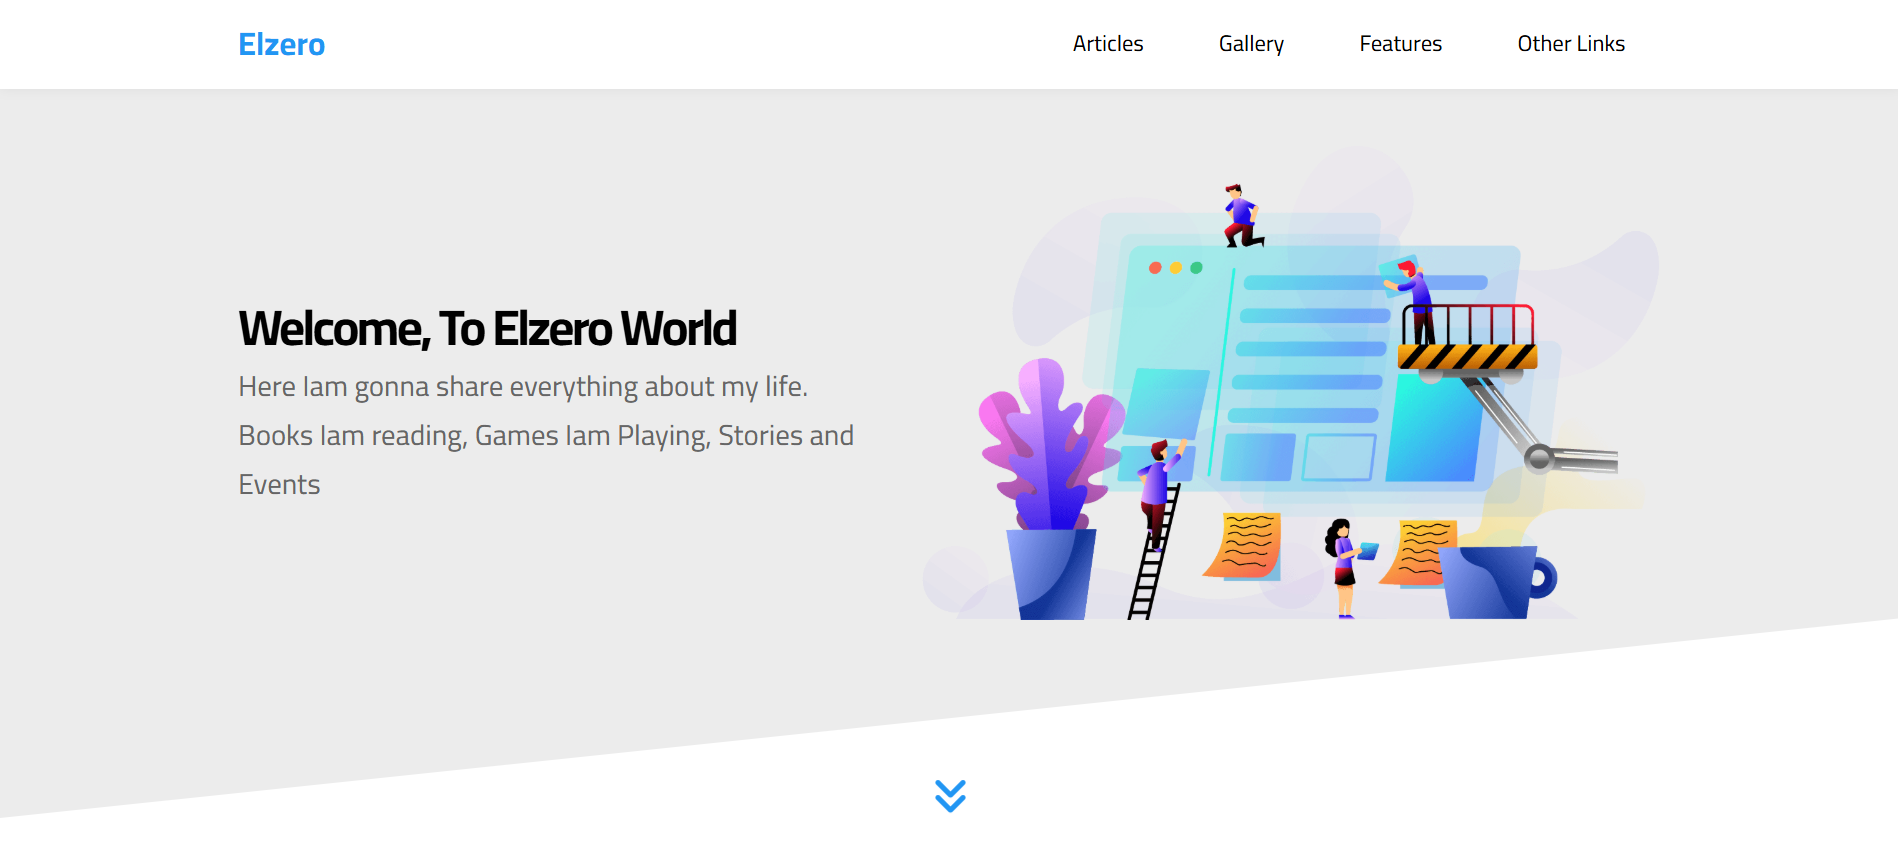 Elzero
Articles
Gallery
Features
Other Links
Welcome, To Elzero World
Here Iam gonna share everything about my life.
Books Iam reading, Games Iam Playing, Stories and
Events